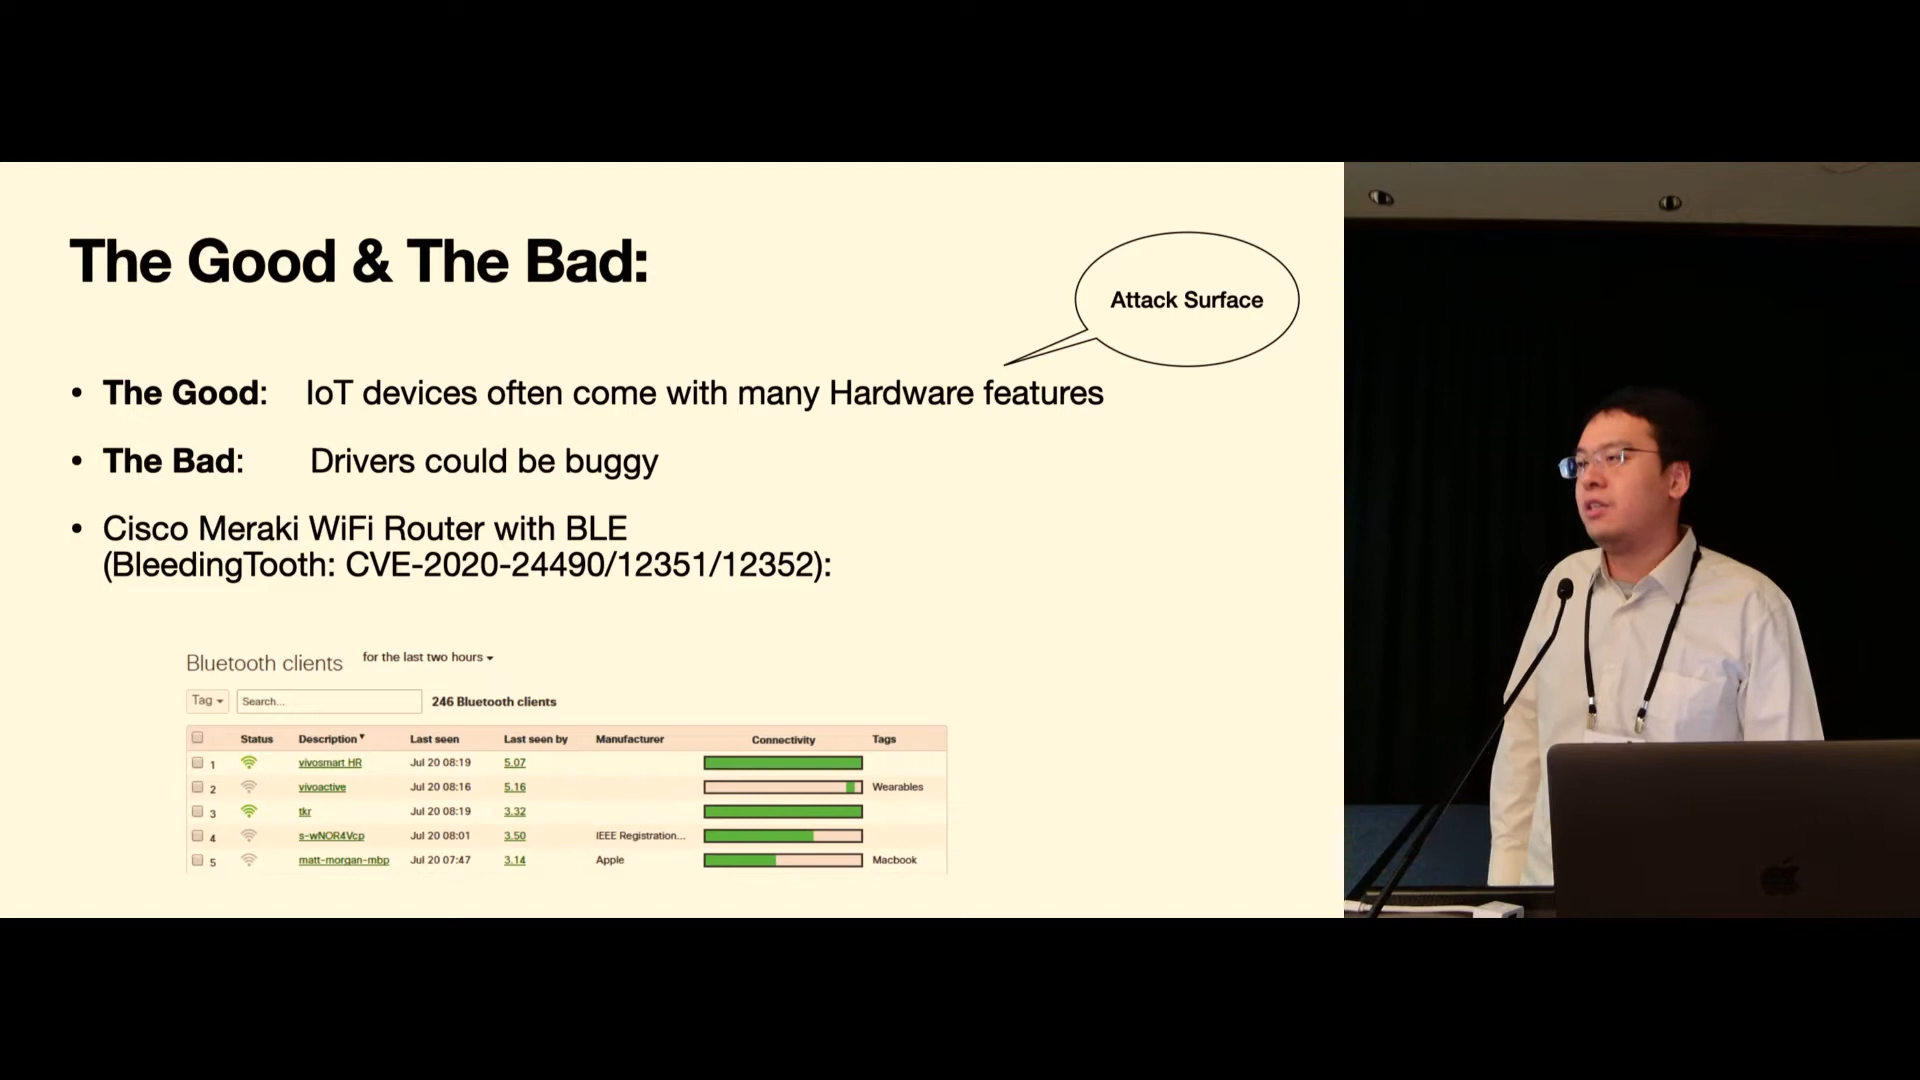 The Good & The Bad:
Attack Surface
• The Good: IoT devices often come with many Hardware features
• The Bad: Drivers could be buggy
• Cisco Meraki WiFi Router with BLE
(BleedingTooth: CVE-2020-24490/12351/12352):
Bluetooth clients for the last two hours
Tag Search... 246 Bluetooth clients
Status Description Last seen Last seen by Manufacturer Connectivity Tags
1 vivosmart HR Jul 20 08:19 5.07
2 vivoactive Jul 20 08:16 5.16 Wearables
3 tkr Jul 20 08:19 3.32
4 s-wNOR4Vcp Jul 20 08:01 3.50 IEEE Registration...
5 matt-morgan-mbp Jul 20 07:47 3.14 Apple Macbook